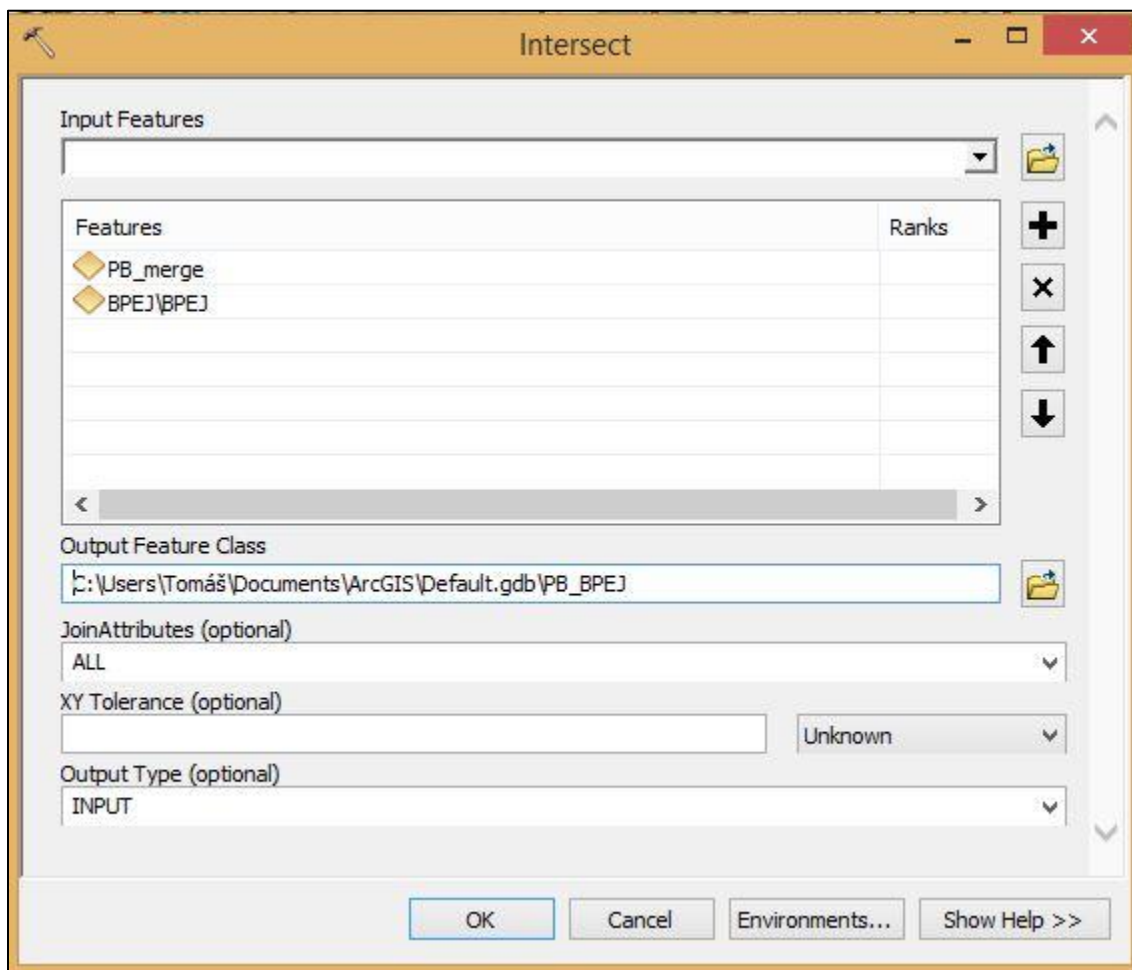 Intersect
Input Features
Features Ranks
PB_merge
BPEJ\BPEJ
Output Feature Class
C:\Users\Tomáš\Documents\ArcGIS\Default.gdb\PB_BPEJ
JoinAttributes (optional)
ALL
XY Tolerance (optional)
Unknown
Output Type (optional)
INPUT
OK Cancel Environments... Show Help >>